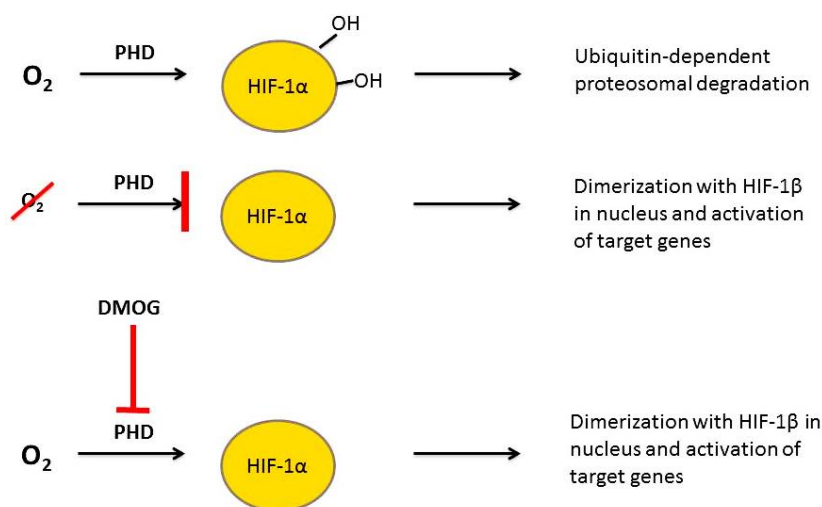 O₂
PHD
HIF-1α
OH
OH
Ubiquitin-dependent
proteosomal degradation
O₂
PHD
HIF-1α
Dimerization with HIF-1β
in nucleus and activation
of target genes
DMOG
O₂
PHD
HIF-1α
Dimerization with HIF-1β in
nucleus and activation of
target genes